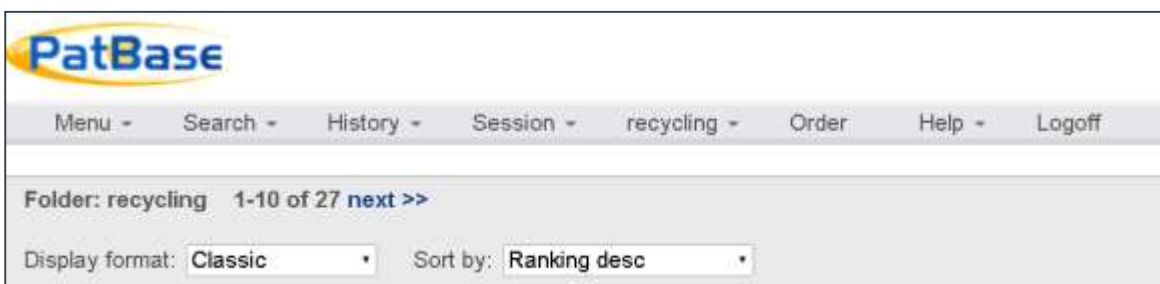 PatBase
Menu Search History Session recycling Order Help Logoff
Folder: recycling 1-10 of 27 next >>
Display format: Classic Sort by: Ranking desc